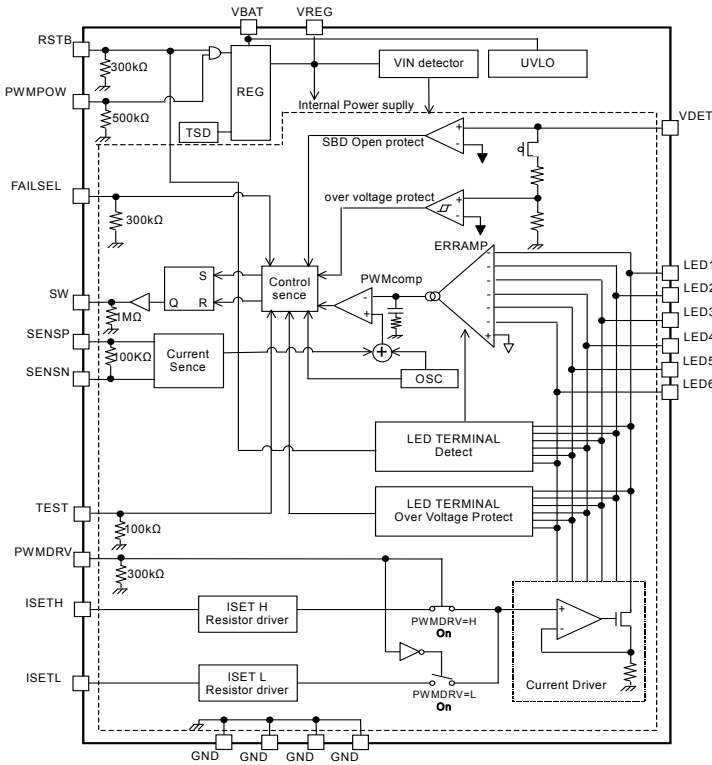 VBAT VREG
RSTB
300kΩ
REG
VIN detector
UVLO
PWMPOW
500kΩ
Internal Power suplly
TSD
VDET
+
-
SBD Open protect
FAILSEL
300kΩ
over voltage protect
+
-
ERRAMP
- - - - - - +
LED1
LED2
LED3
LED4
LED5
LED6
S
Q R
Control
sence
PWMcomp
-
+
SW
1MΩ
SENSP
100KΩ
SENSN
Current
Sence
+
OSC
LED TERMINAL
Detect
LED TERMINAL
Over Voltage Protect
TEST
100kΩ
PWMDRV
300kΩ
ISETH
ISET H
Resistor driver
PWMDRV=H
On
+
-
Current Driver
ISETL
ISET L
Resistor driver
PWMDRV=L
On
GND GND GND GND